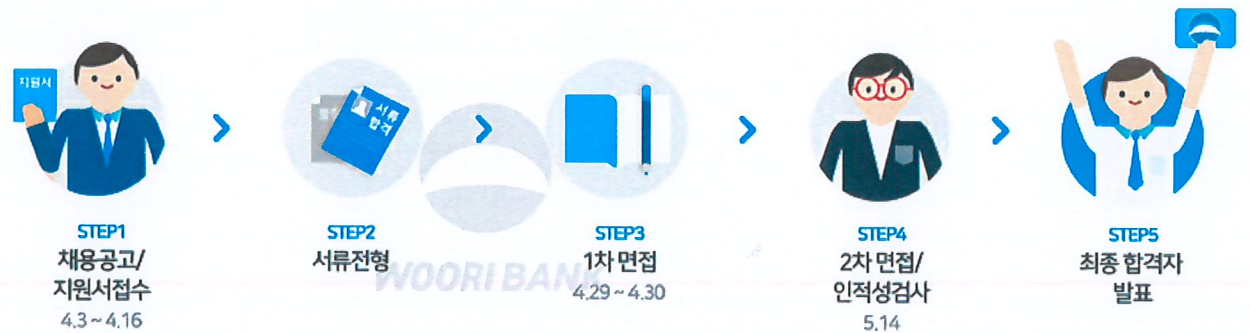 지원서
서류
합격
STEP1
채용공고/
지원서접수
4.3 ~ 4.16
STEP2
서류전형
STEP3
1차 면접
4.29 ~ 4.30
STEP4
2차 면접/
인적성검사
5.14
STEP5
최종 합격자
발표
WOORI BANK